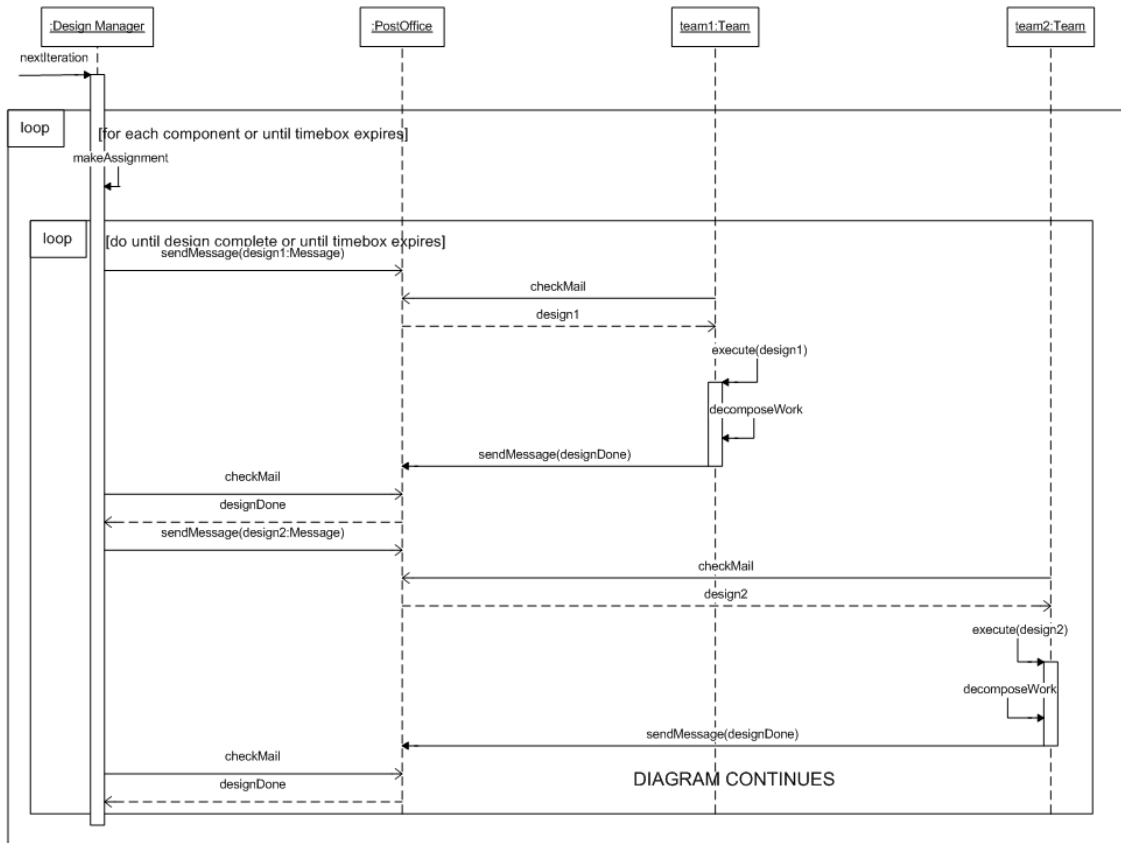 :Design Manager
:PostOffice
team1:Team
team2:Team
nextIteration
loop
[for each component or until timebox expires]
makeAssignment
loop
[do until design complete or until timebox expires]
sendMessage(design1:Message)
checkMail
design1
execute(design1)
decomposeWork
sendMessage(designDone)
checkMail
designDone
sendMessage(design2:Message)
checkMail
design2
execute(design2)
decomposeWork
sendMessage(designDone)
checkMail
DIAGRAM CONTINUES
designDone